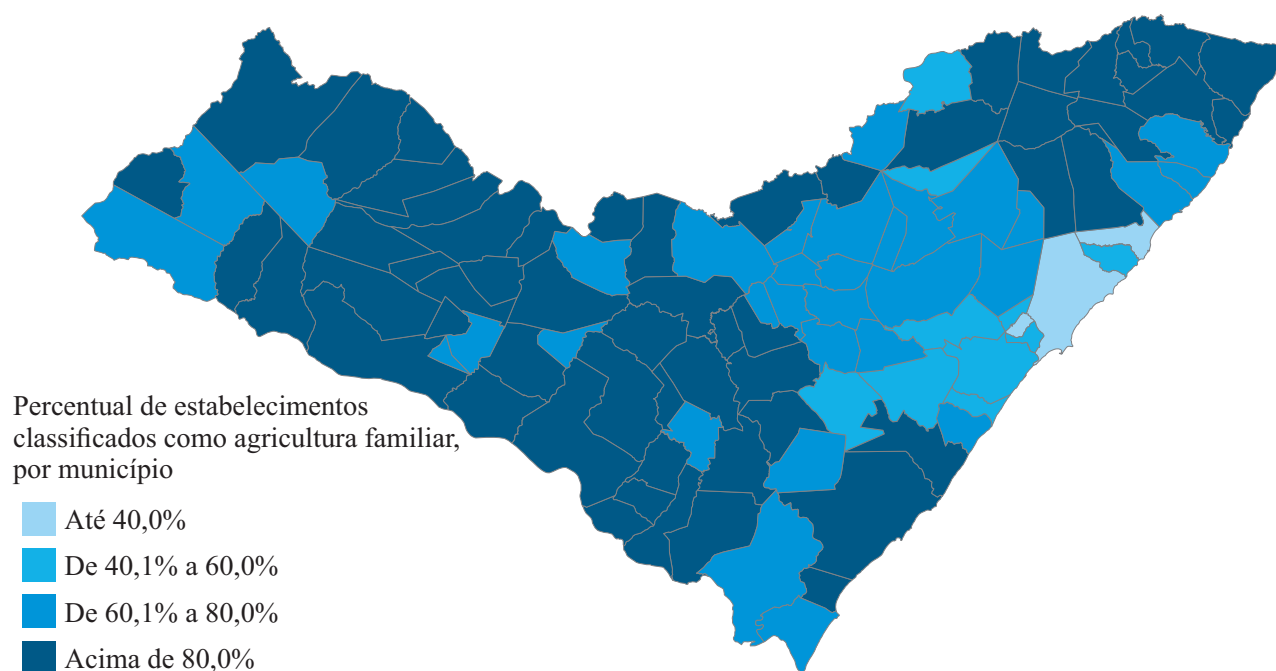 Percentual de estabelecimentos
classificados como agricultura familiar,
por município
Até 40,0%
De 40,1% a 60,0%
De 60,1% a 80,0%
Acima de 80,0%